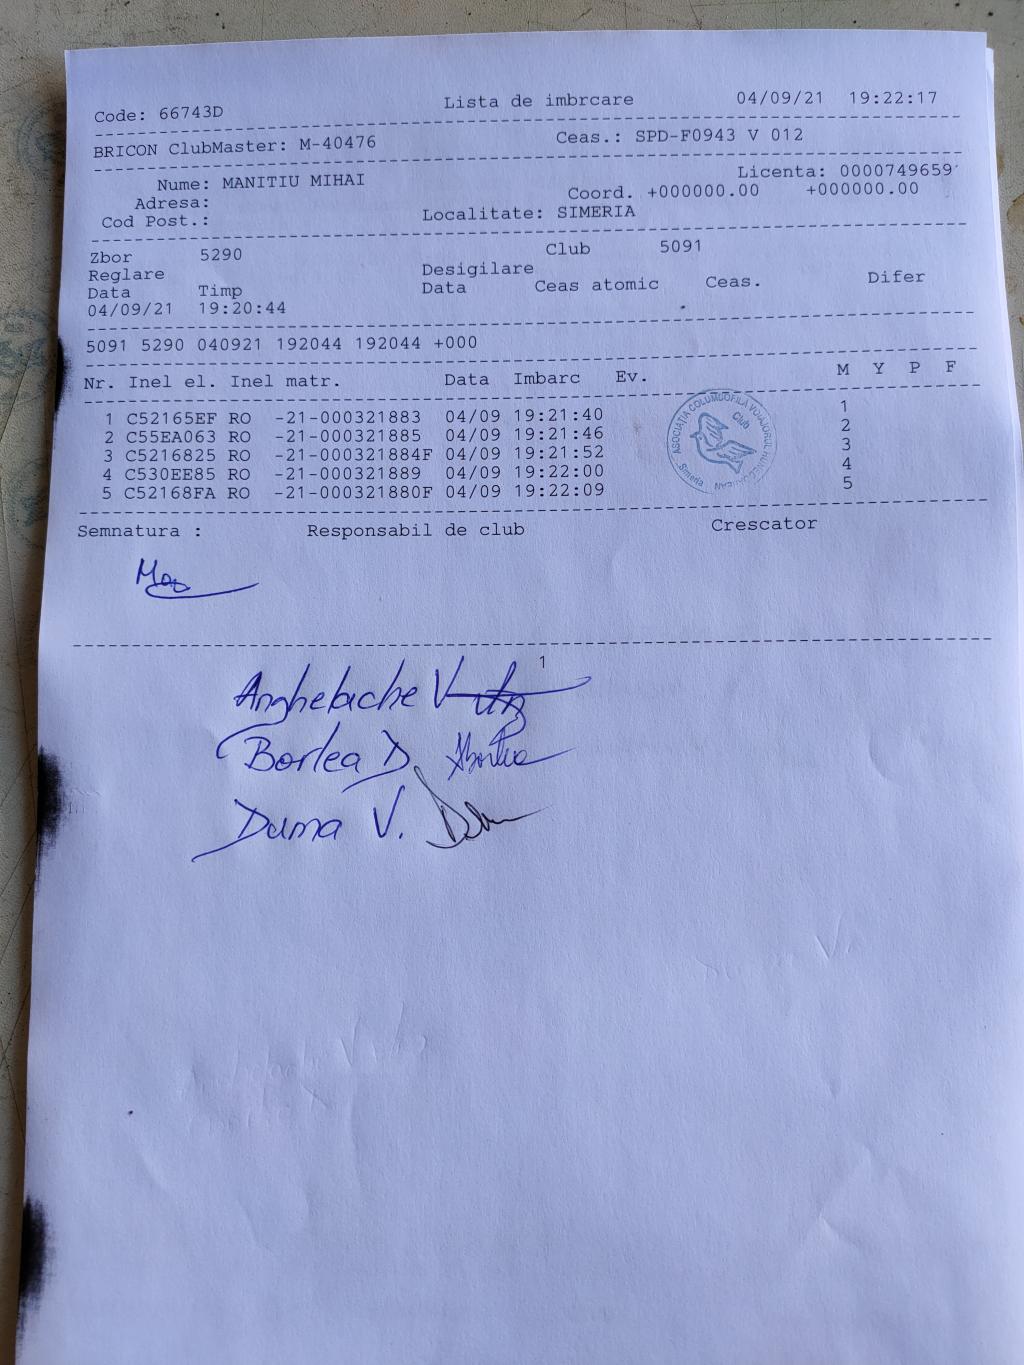 Code: 66743D Lista de imbrcare 04/09/21 19:22:17
BRICON ClubMaster: M-40476 Ceas.: SPD-F0943 V 012
Nume: MANITIU MIHAI Licenta: 0000749659
Adresa: Coord. +000000.00 +000000.00
Cod Post.: Localitate: SIMERIA
Zbor 5290 Club 5091
Reglare Desigilare
Data Timp Data Ceas atomic Ceas. Difer
04/09/21 19:20:44
5091 5290 040921 192044 192044 +000
Nr. Inel el. Inel matr. Data Imbarc Ev. M Y P F
1 C52165EF RO -21-000321883 04/09 19:21:40 1
2 C55EA063 RO -21-000321885 04/09 19:21:46 2
3 C5216825 RO -21-000321884F 04/09 19:21:52 3
4 C530EE85 RO -21-000321889 04/09 19:22:00 4
5 C52168FA RO -21-000321880F 04/09 19:22:09 5
ASOCIATIA COLUMBOFILA VOIAJORUL
Club
Simeria
Semnatura : Responsabil de club Crescator
1
Anghelache V
Borlea D. Borlea
Duma V.